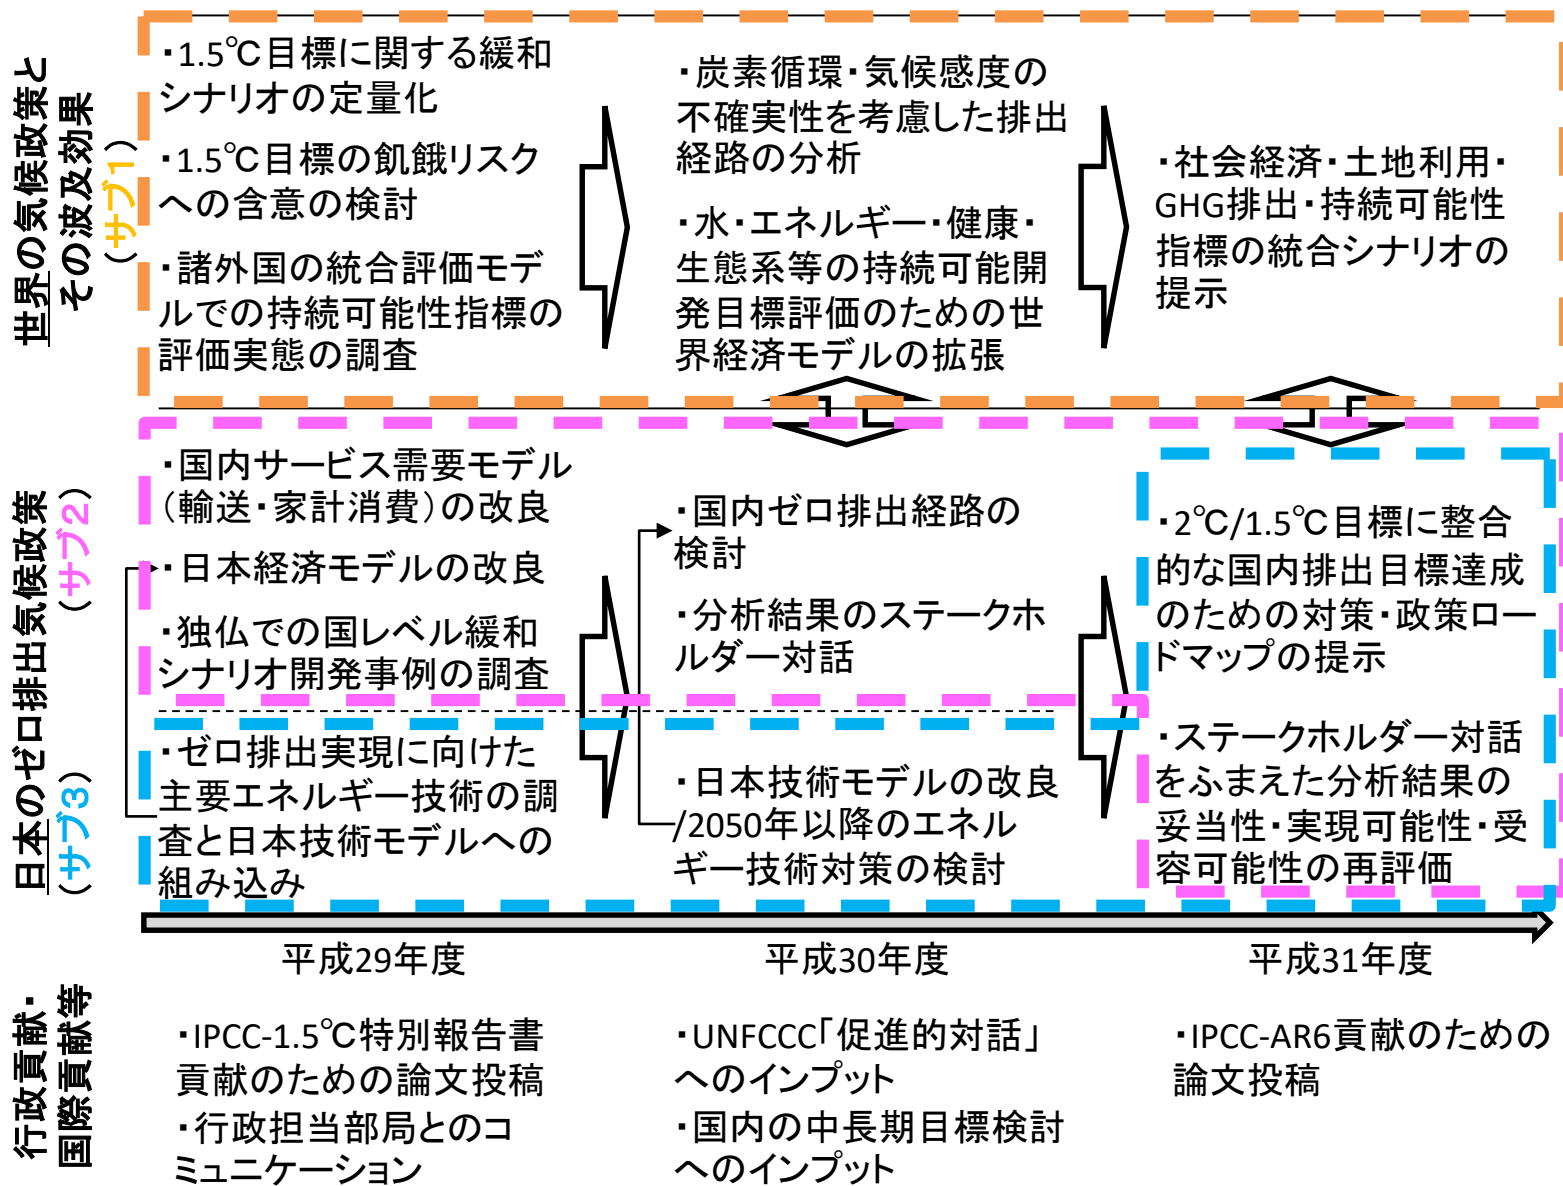 世界の気候政策と
その波及効果
（サブ1）
・1.5℃目標に関する緩和
シナリオの定量化
・1.5℃目標の飢餓リスク
への含意の検討
・諸外国の統合評価モデ
ルでの持続可能性指標の
評価実態の調査
・炭素循環・気候感度の
不確実性を考慮した排出
経路の分析
・水・エネルギー・健康・
生態系等の持続可能開
発目標評価のための世
界経済モデルの拡張
・社会経済・土地利用・
GHG排出・持続可能性
指標の統合シナリオの
提示
日本のゼロ排出気候政策
（サブ2）
（サブ3）
・国内サービス需要モデル
（輸送・家計消費）の改良
・日本経済モデルの改良
・独仏での国レベル緩和
シナリオ開発事例の調査
・ゼロ排出実現に向けた
主要エネルギー技術の調
査と日本技術モデルへの
組み込み
・国内ゼロ排出経路の
検討
・分析結果のステークホ
ルダー対話
・日本技術モデルの改良
/2050年以降のエネル
ギー技術対策の検討
・2℃/1.5℃目標に整合
的な国内排出目標達成
のための対策・政策ロー
ドマップの提示
・ステークホルダー対話
をふまえた分析結果の
妥当性・実現可能性・受
容可能性の再評価
平成29年度
平成30年度
平成31年度
行政貢献・
国際貢献等
・IPCC-1.5℃特別報告書
貢献のための論文投稿
・行政担当部局とのコ
ミュニケーション
・UNFCCC「促進的対話」
へのインプット
・国内の中長期目標検討
へのインプット
・IPCC-AR6貢献のための
論文投稿